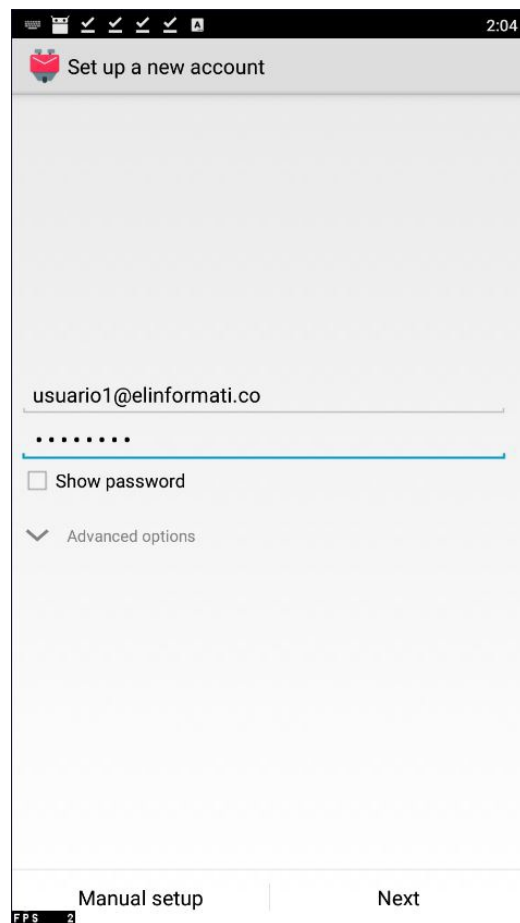 2:04
Set up a new account
usuario1@elinformati.co
••••••••
Show password
Advanced options
Manual setup
Next
FPS 2